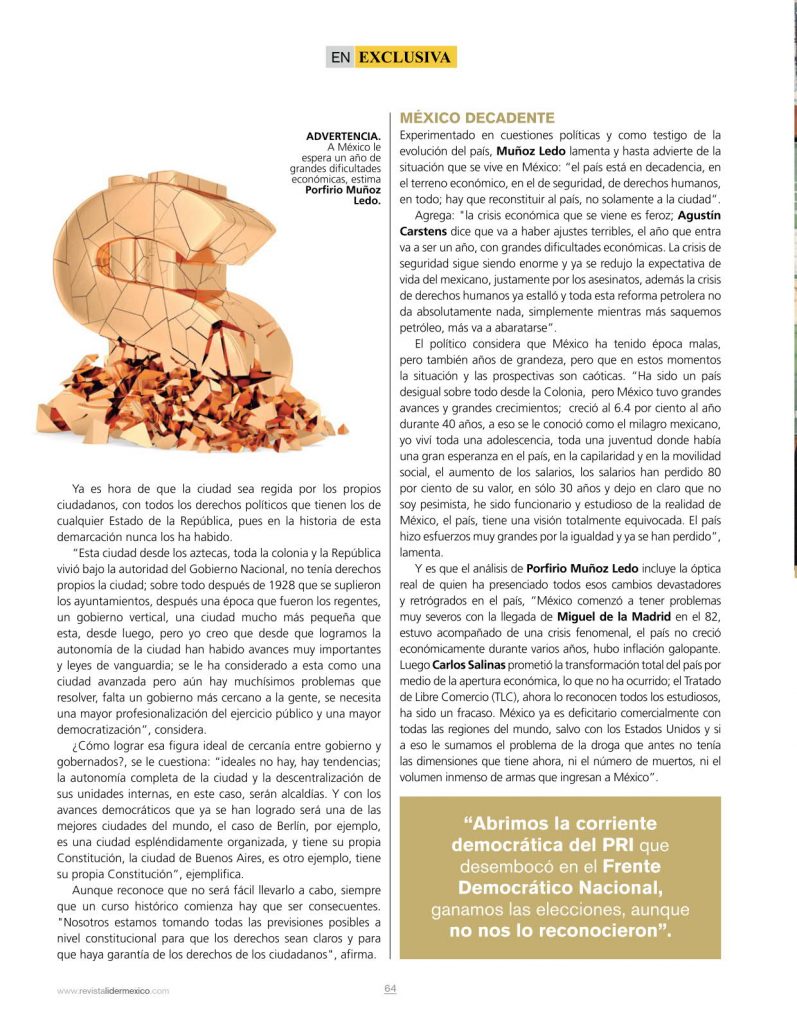 EN EXCLUSIVA
ADVERTENCIA.
A México le
espera un año de
grandes dificultades
económicas, estima
Porfirio Muñoz
Ledo.
Ya es hora de que la ciudad sea regida por los propios
ciudadanos, con todos los derechos políticos que tienen los de
cualquier Estado de la República, pues en la historia de esta
demarcación nunca los ha habido.
“Esta ciudad desde los aztecas, toda la colonia y la República
vivió bajo la autoridad del Gobierno Nacional, no tenía derechos
propios la ciudad; sobre todo después de 1928 que se suplieron
los ayuntamientos, después una época que fueron los regentes,
un gobierno vertical, una ciudad mucho más pequeña que
esta, desde luego, pero yo creo que desde que logramos la
autonomía de la ciudad han habido avances muy importantes
y leyes de vanguardia; se le ha considerado a esta como una
ciudad avanzada pero aún hay muchísimos problemas que
resolver, falta un gobierno más cercano a la gente, se necesita
una mayor profesionalización del ejercicio público y una mayor
democratización”, considera.
¿Cómo lograr esa figura ideal de cercanía entre gobierno y
gobernados?, se le cuestiona: “ideales no hay, hay tendencias;
la autonomía completa de la ciudad y la descentralización de
sus unidades internas, en este caso, serán alcaldías. Y con los
avances democráticos que ya se han logrado será una de las
mejores ciudades del mundo, el caso de Berlín, por ejemplo,
es una ciudad espléndidamente organizada, y tiene su propia
Constitución, la ciudad de Buenos Aires, es otro ejemplo, tiene
su propia Constitución”, ejemplifica.
Aunque reconoce que no será fácil llevarlo a cabo, siempre
que un curso histórico comienza hay que ser consecuentes.
"Nosotros estamos tomando todas las previsiones posibles a
nivel constitucional para que los derechos sean claros y para
que haya garantía de los derechos de los ciudadanos", afirma.
MÉXICO DECADENTE
Experimentado en cuestiones políticas y como testigo de la
evolución del país, Muñoz Ledo lamenta y hasta advierte de la
situación que se vive en México: “el país está en decadencia, en
el terreno económico, en el de seguridad, de derechos humanos,
en todo; hay que reconstituir al país, no solamente a la ciudad”.
Agrega: "la crisis económica que se viene es feroz; Agustín
Carstens dice que va a haber ajustes terribles, el año que entra
va a ser un año, con grandes dificultades económicas. La crisis de
seguridad sigue siendo enorme y ya se redujo la expectativa de
vida del mexicano, justamente por los asesinatos, además la crisis
de derechos humanos ya estalló y toda esta reforma petrolera no
da absolutamente nada, simplemente mientras más saquemos
petróleo, más va a abaratarse”.
El político considera que México ha tenido época malas,
pero también años de grandeza, pero que en estos momentos
la situación y las prospectivas son caóticas. “Ha sido un país
desigual sobre todo desde la Colonia, pero México tuvo grandes
avances y grandes crecimientos; creció al 6.4 por ciento al año
durante 40 años, a eso se le conoció como el milagro mexicano,
yo viví toda una adolescencia, toda una juventud donde había
una gran esperanza en el país, en la capilaridad y en la movilidad
social, el aumento de los salarios, los salarios han perdido 80
por ciento de su valor, en sólo 30 años y dejo en claro que no
soy pesimista, he sido funcionario y estudioso de la realidad de
México, el país, tiene una visión totalmente equivocada. El país
hizo esfuerzos muy grandes por la igualdad y ya se han perdido”,
lamenta.
Y es que el análisis de Porfirio Muñoz Ledo incluye la óptica
real de quien ha presenciado todos esos cambios devastadores
y retrógrados en el país, “México comenzó a tener problemas
muy severos con la llegada de Miguel de la Madrid en el 82,
estuvo acompañado de una crisis fenomenal, el país no creció
económicamente durante varios años, hubo inflación galopante.
Luego Carlos Salinas prometió la transformación total del país por
medio de la apertura económica, lo que no ha ocurrido; el Tratado
de Libre Comercio (TLC), ahora lo reconocen todos los estudiosos,
ha sido un fracaso. México ya es deficitario comercialmente con
todas las regiones del mundo, salvo con los Estados Unidos y si
a eso le sumamos el problema de la droga que antes no tenía
las dimensiones que tiene ahora, ni el número de muertos, ni el
volumen inmenso de armas que ingresan a México”.
“Abrimos la corriente
democrática del PRI que
desembocó en el Frente
Democrático Nacional,
ganamos las elecciones, aunque
no nos lo reconocieron”.
www.revistalidermexico.com
64